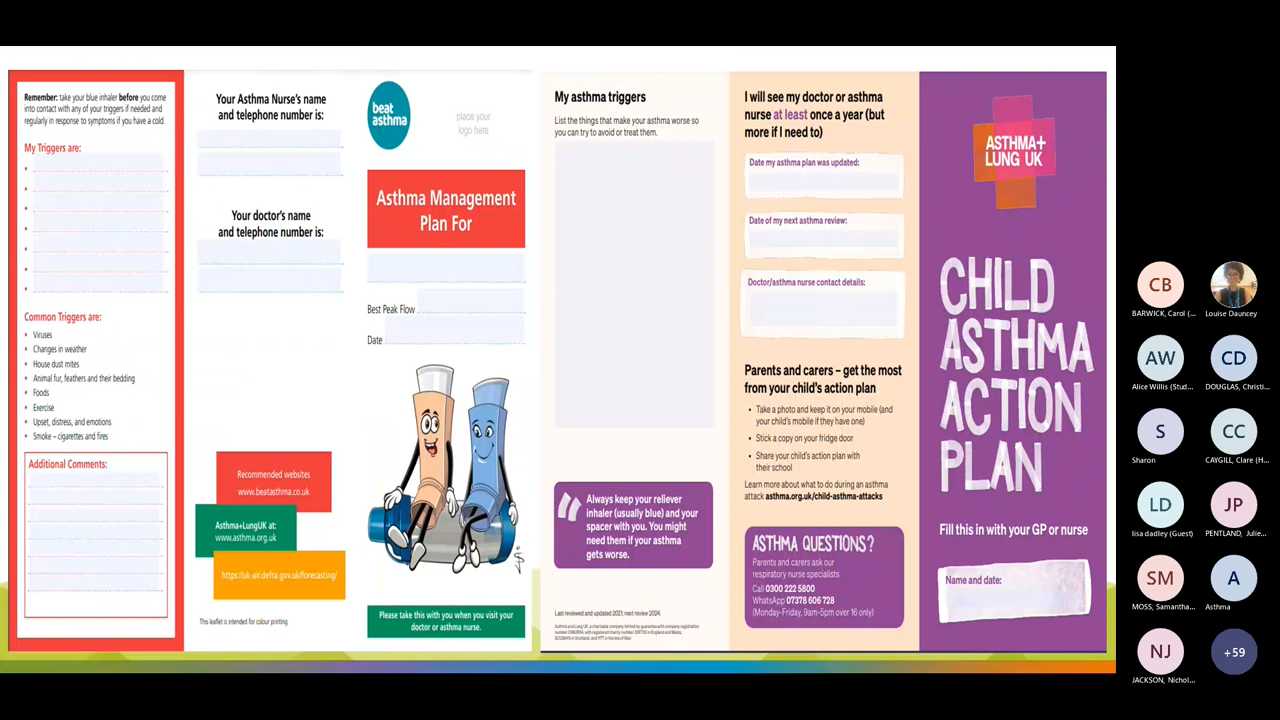 Remember: take your blue inhaler before you come
into contact with any of your triggers if needed and
regularly in response to symptoms if you have a cold.
My Triggers are:
Common Triggers are:
• Viruses
• Changes in weather
• House dust mites
• Animal fur, feathers and their bedding
• Foods
• Exercise
• Upset, distress, and emotions
• Smoke – cigarettes and fires
Additional Comments:
Your Asthma Nurse's name
and telephone number is:
Your doctor's name
and telephone number is:
Recommended websites
www.beatasthma.co.uk
Asthma+LungUK at:
www.asthma.org.uk
https://uk-air.defra.gov.uk/forecasting/
This leaflet is intended for colour printing
beat
asthma
place your
logo here
Asthma Management
Plan For
Best Peak Flow
Date
Please take this with you when you visit your
doctor or asthma nurse.
My asthma triggers
List the things that make your asthma worse so
you can try to avoid or treat them.
Always keep your reliever
inhaler (usually blue) and your
spacer with you. You might
need them if your asthma
gets worse.
Last reviewed and updated 2021; next review 2024.
I will see my doctor or asthma
nurse at least once a year (but
more if I need to)
Date my asthma plan was updated:
Date of my next asthma review:
Doctor/asthma nurse contact details:
Parents and carers – get the most
from your child's action plan
• Take a photo and keep it on your mobile (and
your child's mobile if they have one)
• Stick a copy on your fridge door
• Share your child's action plan with
their school
Learn more about what to do during an asthma
attack asthma.org.uk/child-asthma-attacks
ASTHMA QUESTIONS?
Parents and carers ask our
respiratory nurse specialists
Call 0300 222 5800
WhatsApp 07378 606 728
(Monday-Friday, 9am-5pm over 16 only)
ASTHMA+
LUNG UK
CHILD
ASTHMA
ACTION
PLAN
Fill this in with your GP or nurse
Name and date:
CB
BARWICK, Carol (...
Louise Dauncey
AW
Alice Willis (Stud...
CD
DOUGLAS, Christi...
S
Sharon
CC
CAYGILL, Clare (H...
LD
lisa dadley (Guest)
JP
PENTLAND, Julie...
SM
MOSS, Samantha...
A
Asthma
NJ
JACKSON, Nichol...
+59